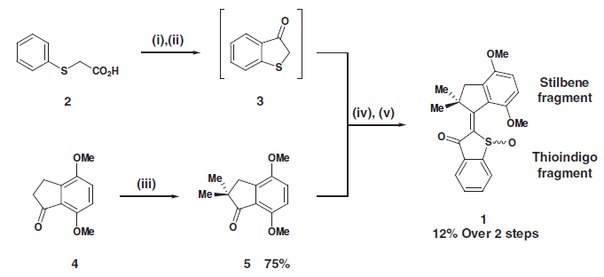 O
(i),(ii)
S
CO₂H
S
2
3
OMe
Me
Me
Stilbene
fragment
(iv), (v)
OMe
O
S
O
Thioindigo
fragment
OMe
(iii)
Me
Me
OMe
O
OMe
O
OMe
1
12% Over 2 steps
4
5 75%